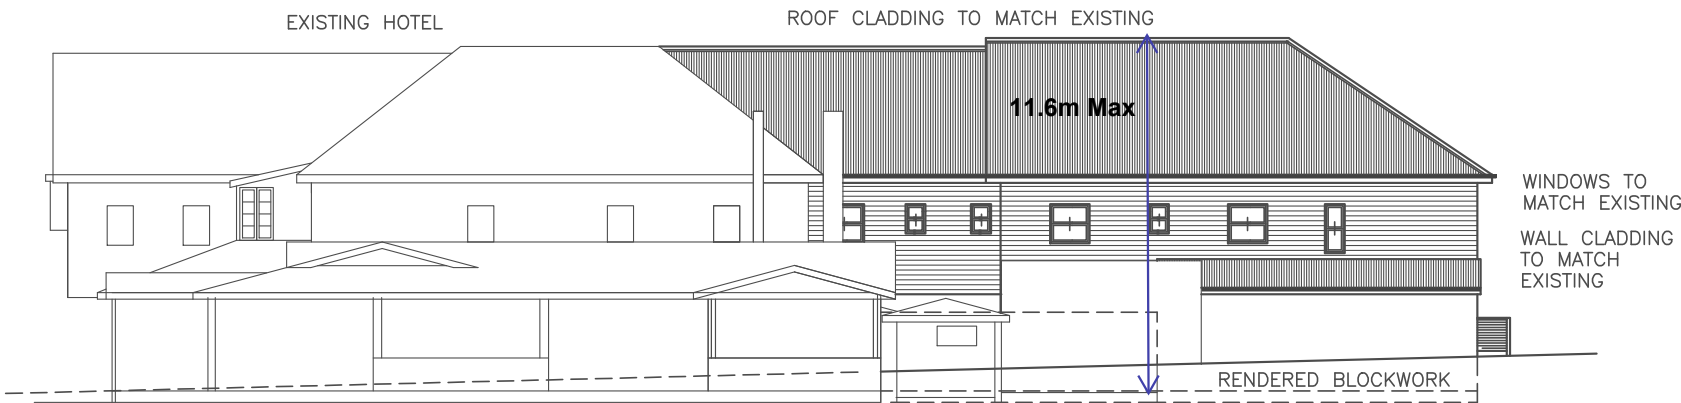 EXISTING HOTEL
ROOF CLADDING TO MATCH EXISTING
11.6m Max
WINDOWS TO
MATCH EXISTING
WALL CLADDING
TO MATCH
EXISTING
RENDERED BLOCKWORK